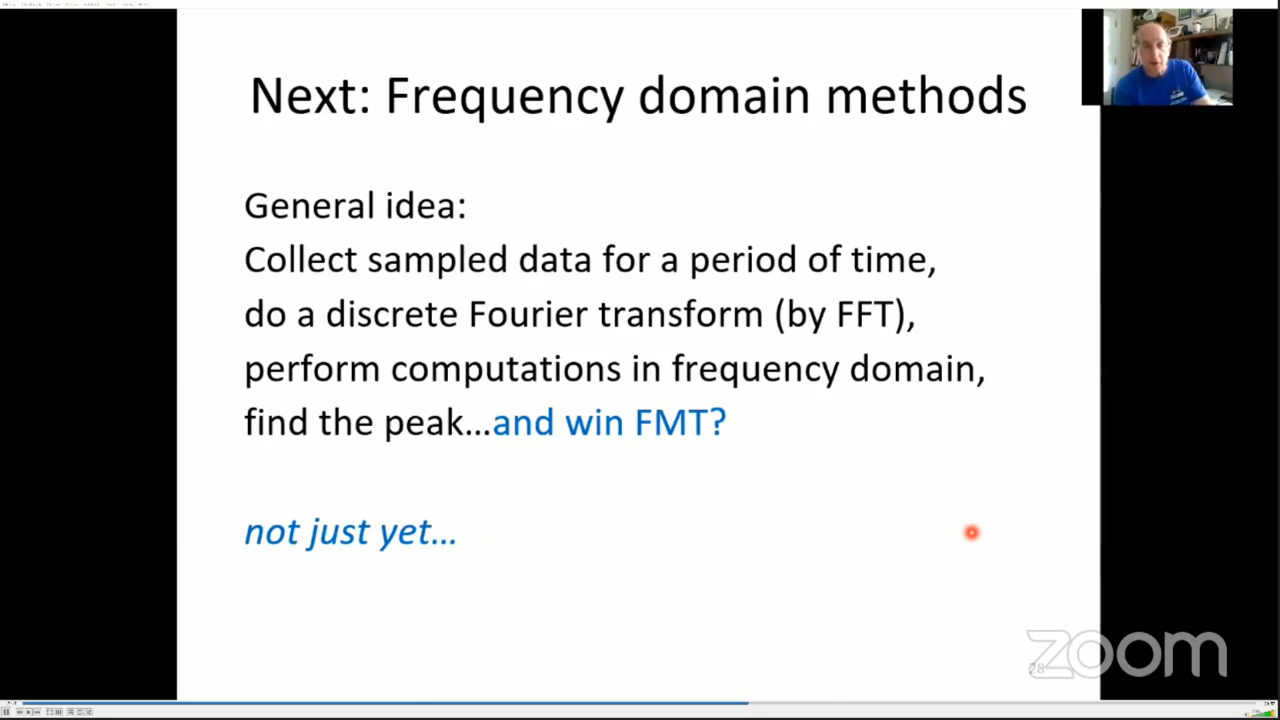 Next: Frequency domain methods
General idea:
Collect sampled data for a period of time,
do a discrete Fourier transform (by FFT),
perform computations in frequency domain,
find the peak...and win FMT?
not just yet...
zoom